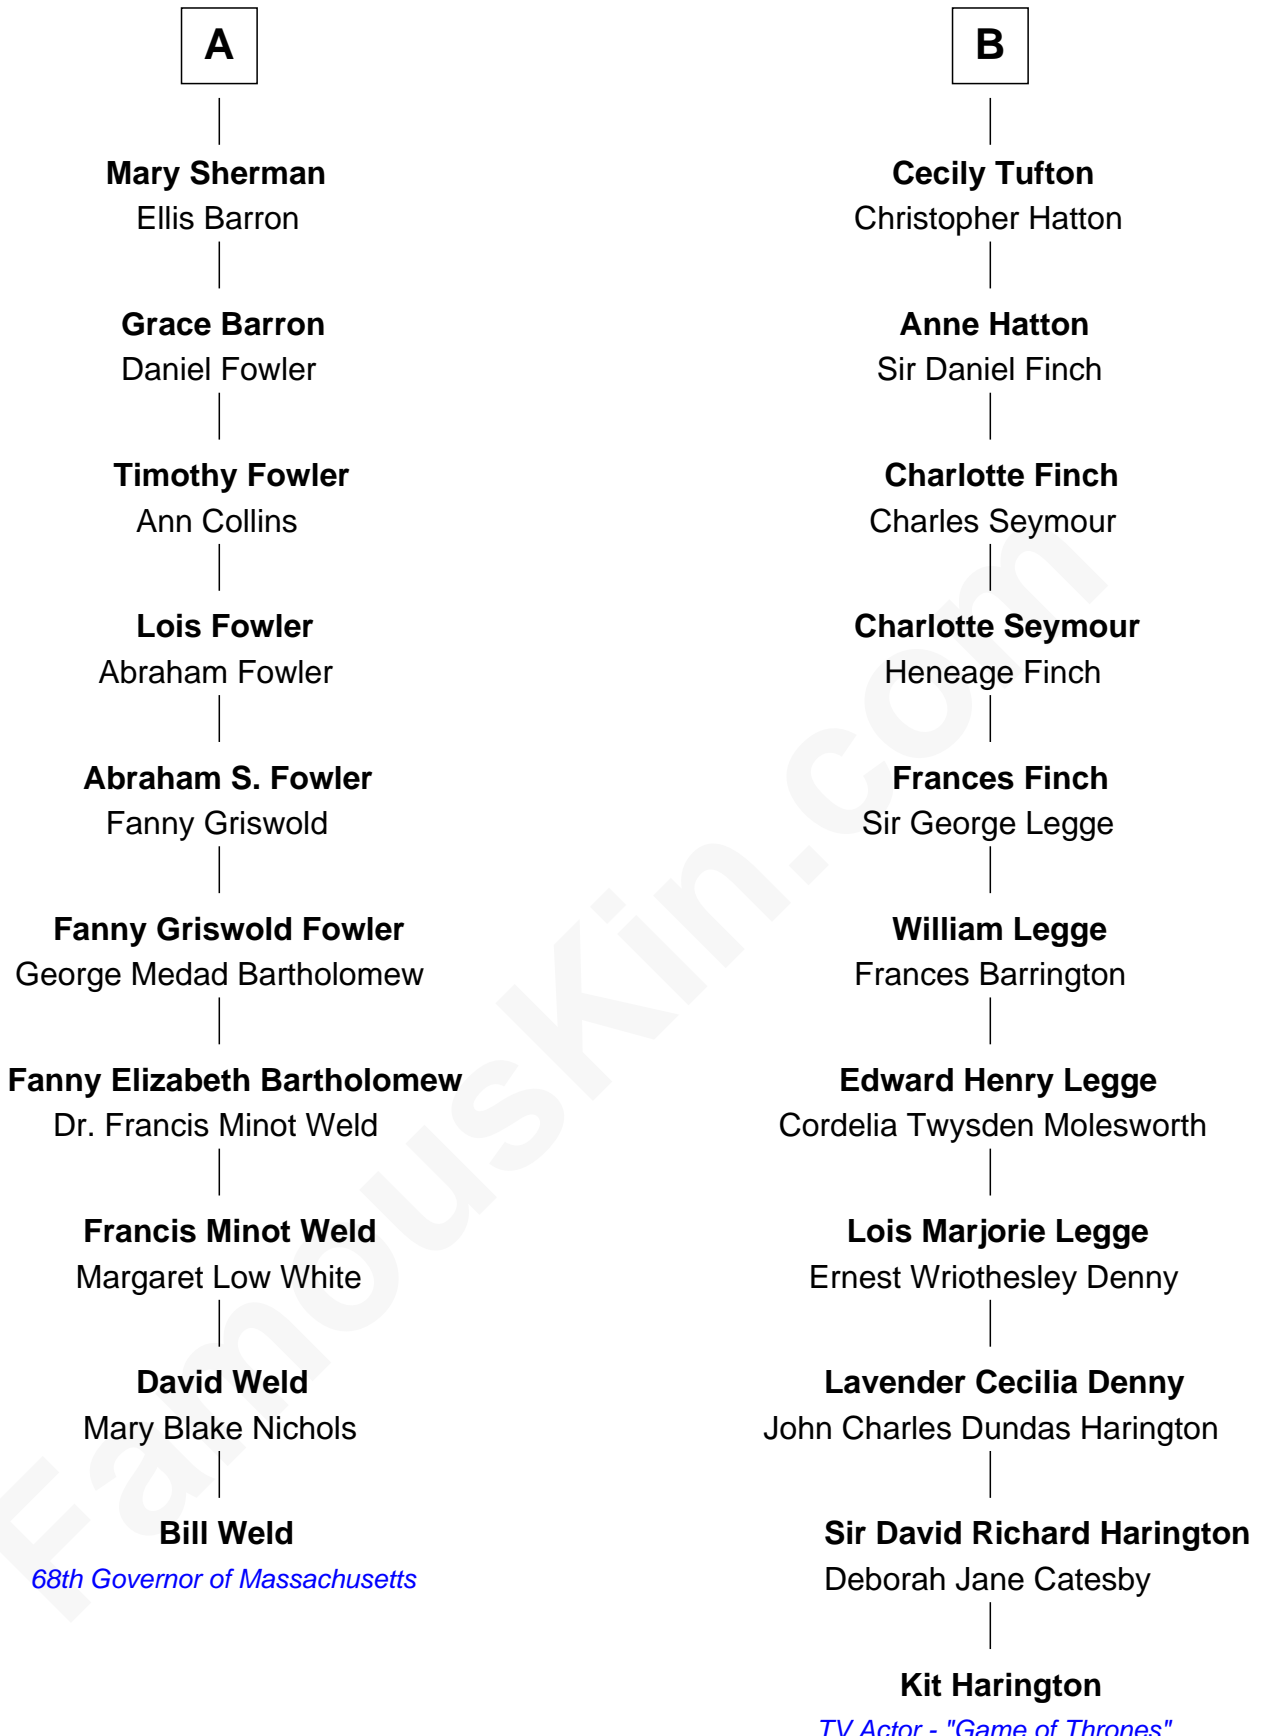 A
Mary Sherman
Ellis Barron
Grace Barron
Daniel Fowler
Timothy Fowler
Ann Collins
Lois Fowler
Abraham Fowler
Abraham S. Fowler
Fanny Griswold
Fanny Griswold Fowler
George Medad Bartholomew
Fanny Elizabeth Bartholomew
Dr. Francis Minot Weld
Francis Minot Weld
Margaret Low White
David Weld
Mary Blake Nichols
Bill Weld
68th Governor of Massachusetts
B
Cecily Tufton
Christopher Hatton
Anne Hatton
Sir Daniel Finch
Charlotte Finch
Charles Seymour
Charlotte Seymour
Heneage Finch
Frances Finch
Sir George Legge
William Legge
Frances Barrington
Edward Henry Legge
Cordelia Twysden Molesworth
Lois Marjorie Legge
Ernest Wriothesley Denny
Lavender Cecilia Denny
John Charles Dundas Harington
Sir David Richard Harington
Deborah Jane Catesby
Kit Harington
TV Actor - "Game of Thrones"
FamousKin.com